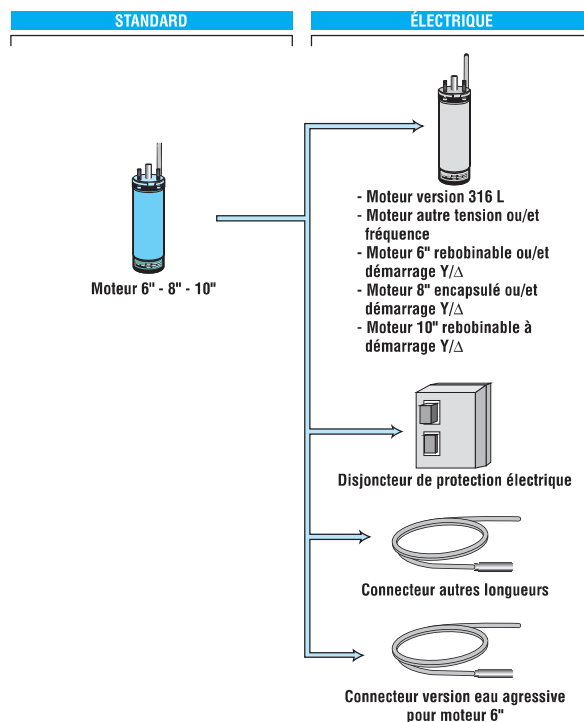 STANDARD
ÉLECTRIQUE
Moteur 6" - 8" - 10"
- Moteur version 316 L
- Moteur autre tension ou/et
fréquence
- Moteur 6" rebobinable ou/et
démarrage Y/∆
- Moteur 8" encapsulé ou/et
démarrage Y/∆
- Moteur 10" rebobinable à
démarrage Y/∆
Disjoncteur de protection électrique
Connecteur autres longueurs
Connecteur version eau agressive
pour moteur 6"